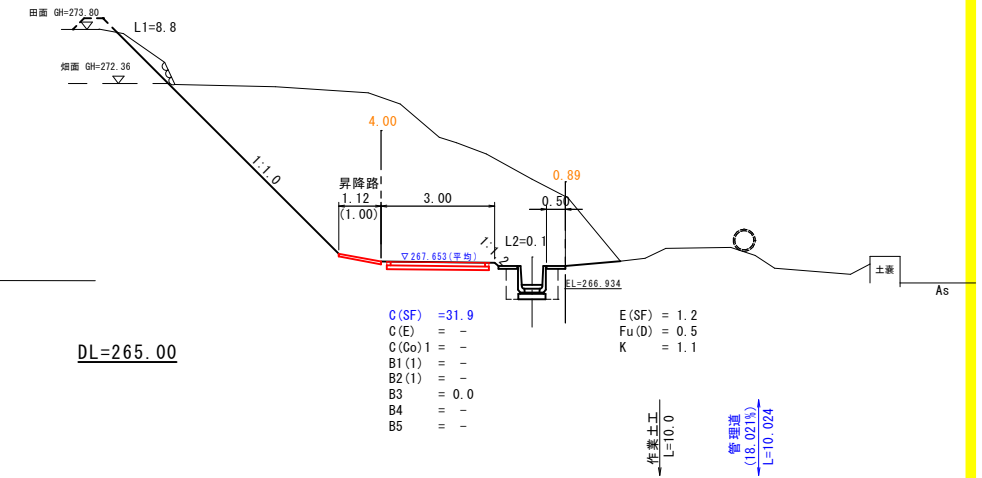 田面 GH=273.80
L1=8.8
畑面 GH=272.36
4.00
1:1.0
昇降路
1.12
(1.00)
3.00
0.89
0.50
1:1.2
L2=0.1
▽267.653(平均)
EL=266.934
土嚢
As
DL=265.00
C(SF) =31.9
C(E) = -
C(Co)1 = -
B1(1) = -
B2(1) = -
B3 = 0.0
B4 = -
B5 = -
E(SF) = 1.2
Fu(D) = 0.5
K = 1.1
作業土工
L=10.0
管理道
(18.021%)
L=10.024